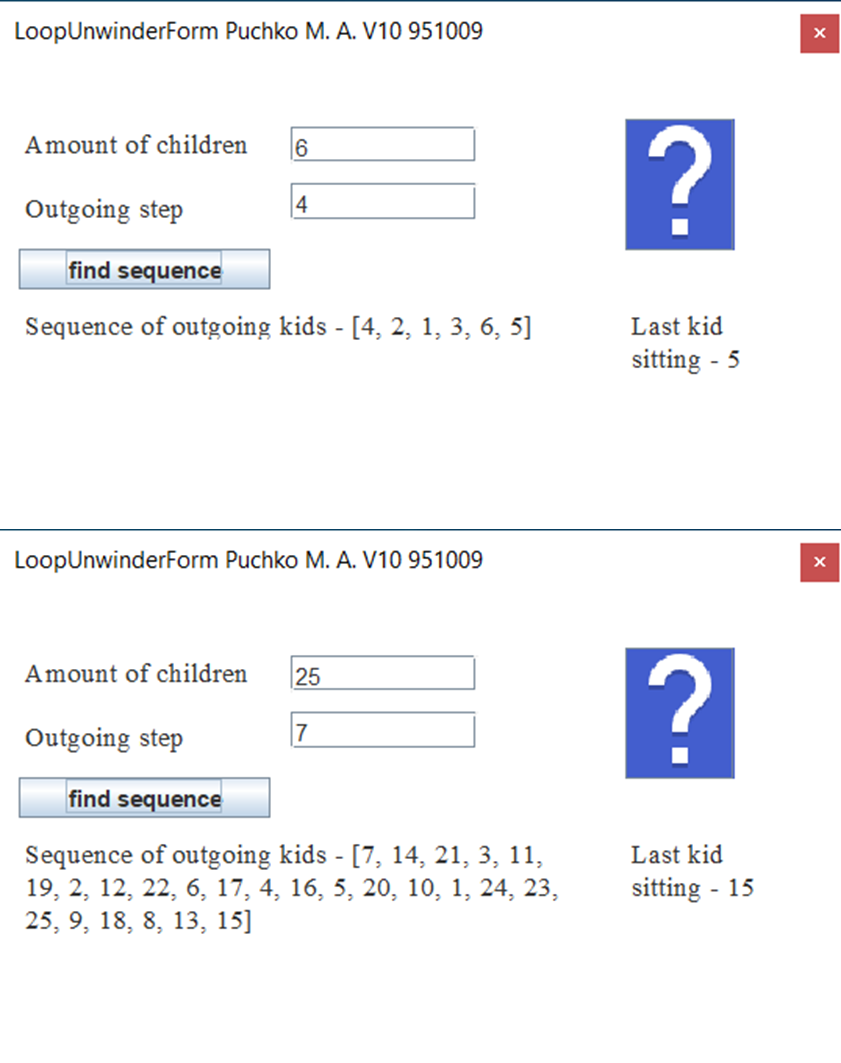 LoopUnwinderForm Puchko M. A. V10 951009
×
Amount of children
6
Outgoing step
4
?
find sequence
Sequence of outgoing kids - [4, 2, 1, 3, 6, 5]
Last kid
sitting - 5
LoopUnwinderForm Puchko M. A. V10 951009
×
Amount of children
25
Outgoing step
7
?
find sequence
Sequence of outgoing kids - [7, 14, 21, 3, 11,
19, 2, 12, 22, 6, 17, 4, 16, 5, 20, 10, 1, 24, 23,
25, 9, 18, 8, 13, 15]
Last kid
sitting - 15